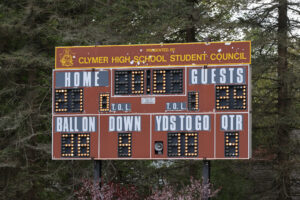 PRESENTED BY
CLYMER HIGH SCHOOL STUDENT COUNCIL
HOME GUESTS
T.O.L. T.O.L.
BALL ON DOWN YDS TO GO QTR